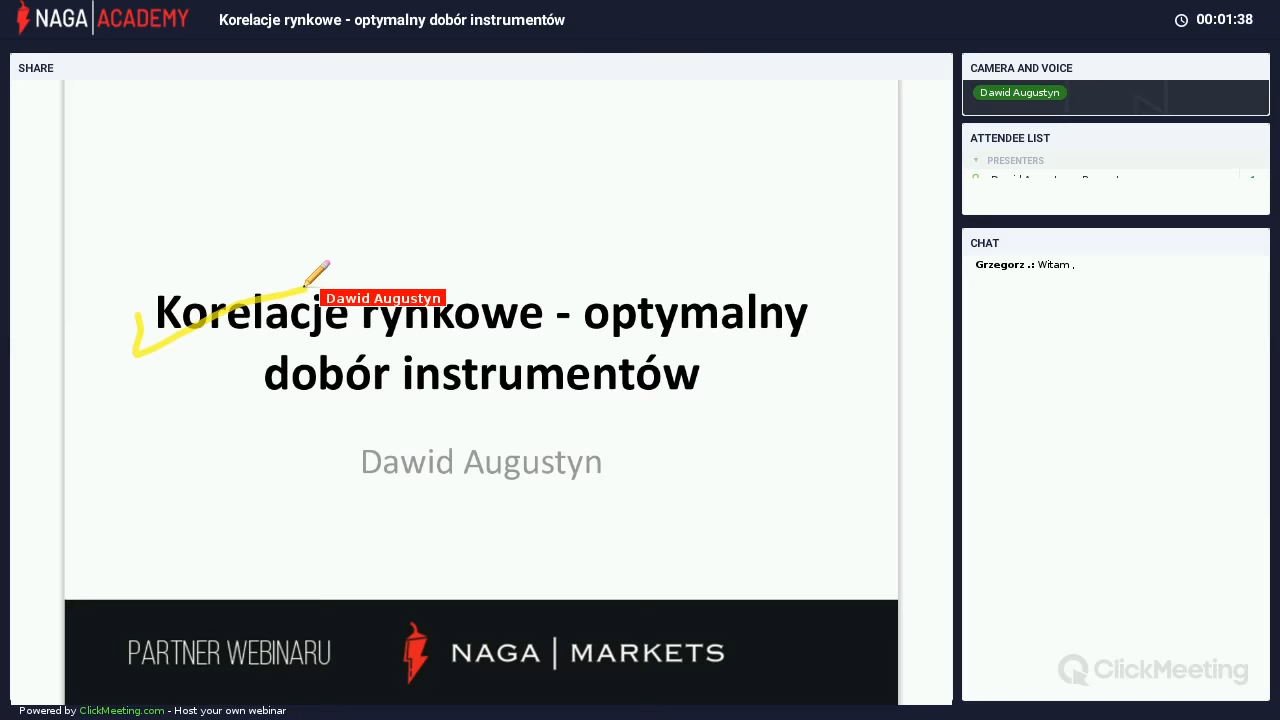 NAGA | ACADEMY
Korelacje rynkowe - optymalny dobór instrumentów
00:01:38
SHARE
Korelacje rynkowe - optymalny
dobór instrumentów
Dawid Augustyn
Dawid Augustyn
PARTNER WEBINARU
NAGA | MARKETS
CAMERA AND VOICE
Dawid Augustyn
ATTENDEE LIST
PRESENTERS
CHAT
Grzegorz .: Witam ,
ClickMeeting
Powered by ClickMeeting.com - Host your own webinar